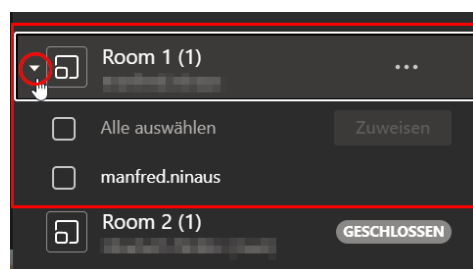 Room 1 (1)
Alle auswählen
Zuweisen
manfred.ninaus
Room 2 (1)
GESCHLOSSEN